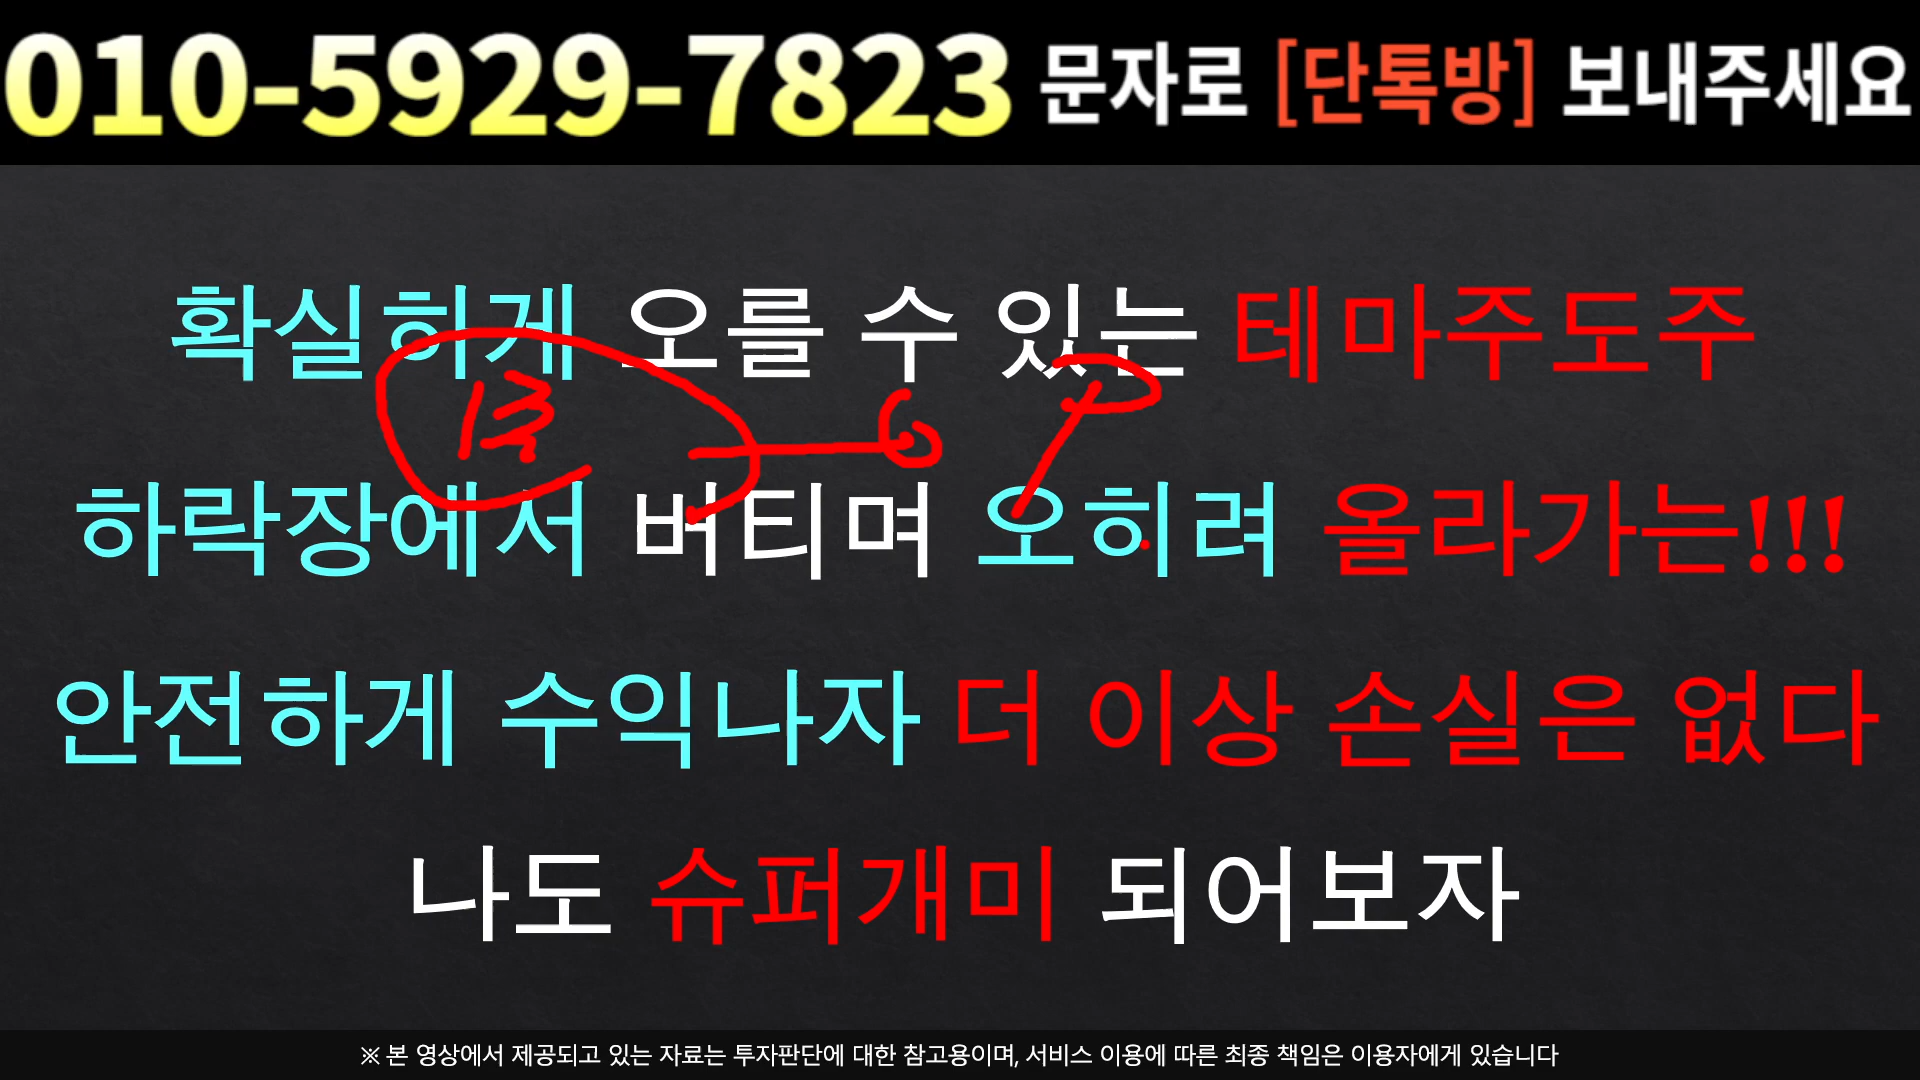 010-5929-7823 문자로 [단톡방] 보내주세요
확실하게 오를 수 있는 테마주도주
13
하락장에서 버티며 오히려 올라가는!!!
안전하게 수익나자 더 이상 손실은 없다
나도 슈퍼개미 되어보자
※ 본 영상에서 제공되고 있는 자료는 투자판단에 대한 참고용이며, 서비스 이용에 따른 최종 책임은 이용자에게 있습니다